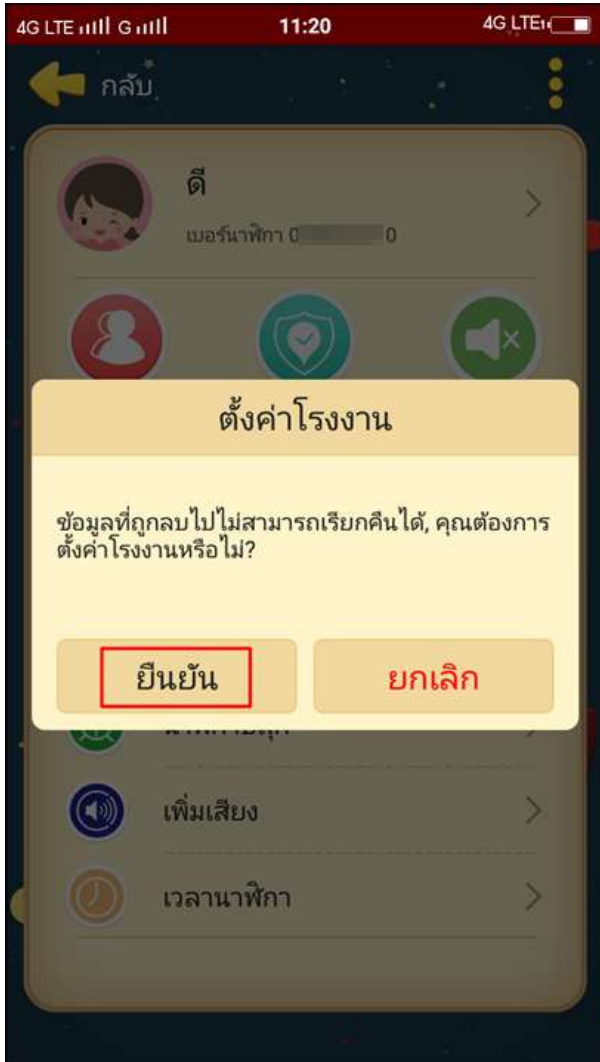 4G LTE G 11:20 4G LTE
กลับ
ดี
เบอร์นาฬิกา 0 0
ตั้งค่าโรงงาน
ข้อมูลที่ถูกลบไปไม่สามารถเรียกคืนได้, คุณต้องการ
ตั้งค่าโรงงานหรือไม่?
ยืนยัน ยกเลิก
เพิ่มเสียง
เวลานาฬิกา